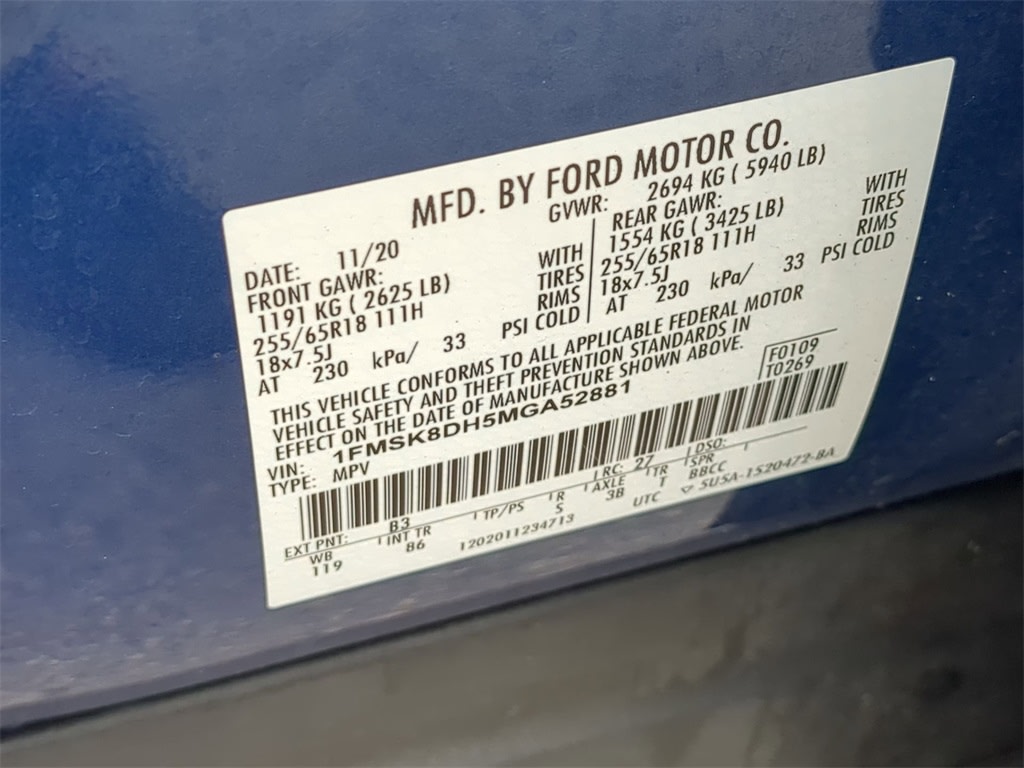 MFD. BY FORD MOTOR CO.
DATE: 11/20 GVWR: 2694 KG ( 5940 LB)
FRONT GAWR: REAR GAWR:
1191 KG ( 2625 LB) WITH 1554 KG ( 3425 LB) WITH
255/65R18 111H TIRES 255/65R18 111H TIRES
18x7.5J RIMS 18x7.5J RIMS
AT 230 kPa/ 33 PSI COLD AT 230 kPa/ 33 PSI COLD
THIS VEHICLE CONFORMS TO ALL APPLICABLE FEDERAL MOTOR
VEHICLE SAFETY AND THEFT PREVENTION STANDARDS IN
EFFECT ON THE DATE OF MANUFACTURE SHOWN ABOVE.
F0109
T0269
VIN: 1FMSK8DH5MGA52881
TYPE: MPV
EXT PNT: B3 RC: 27 DSO:
WB INT TR TP/PS R AXLE TR SPR
119 B6 S 3B T BBCC
1202011234713 UTC ▽ SU5A-1520472-BA